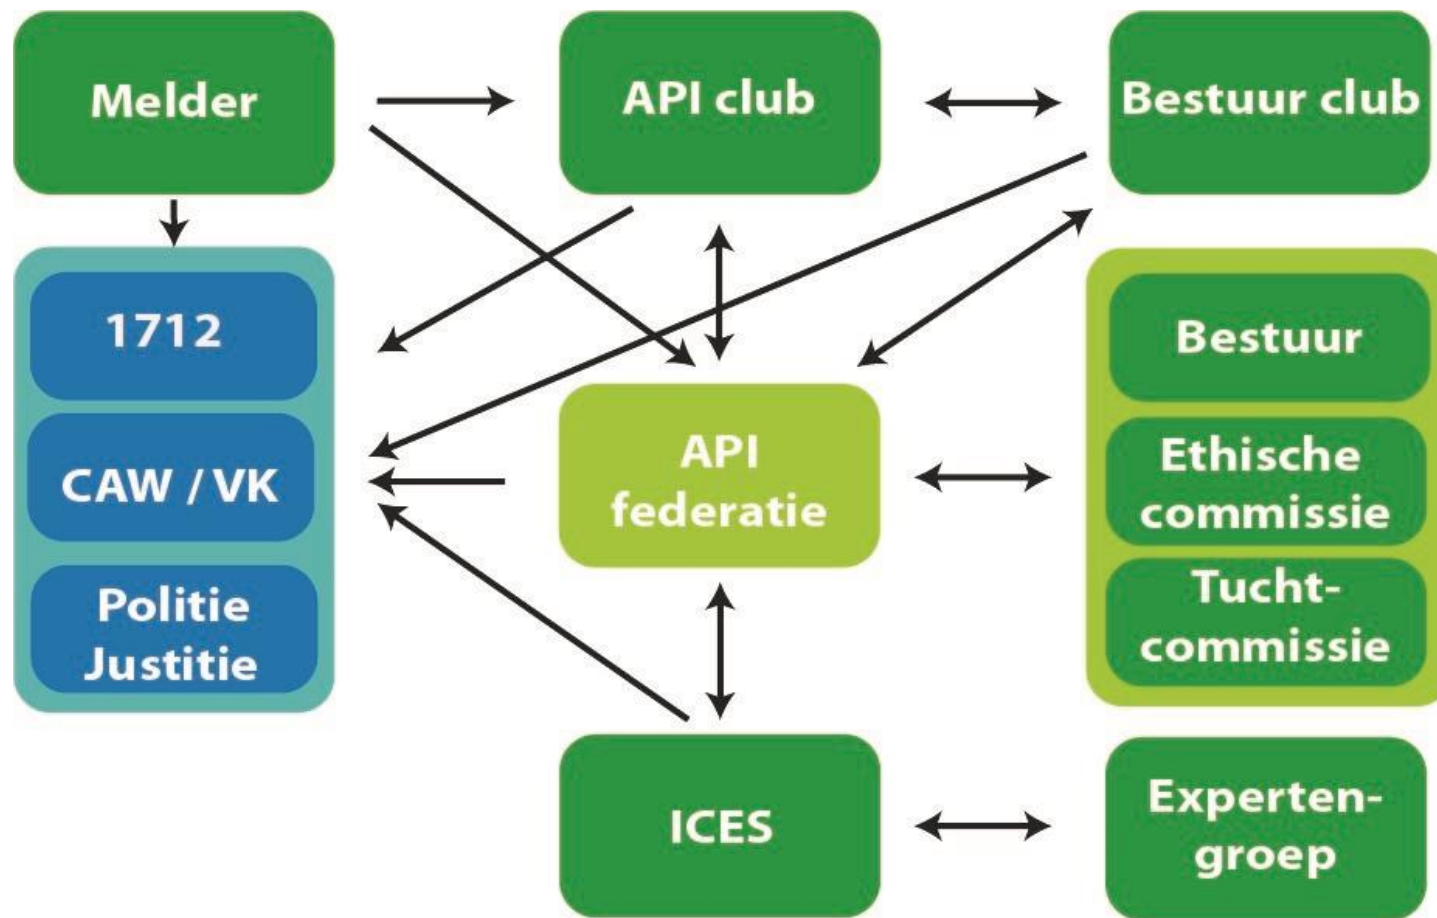 Melder
API club
Bestuur club
1712
CAW / VK
Politie
Justitie
API
federatie
Bestuur
Ethische
commissie
Tucht-
commissie
ICES
Experten-
groep